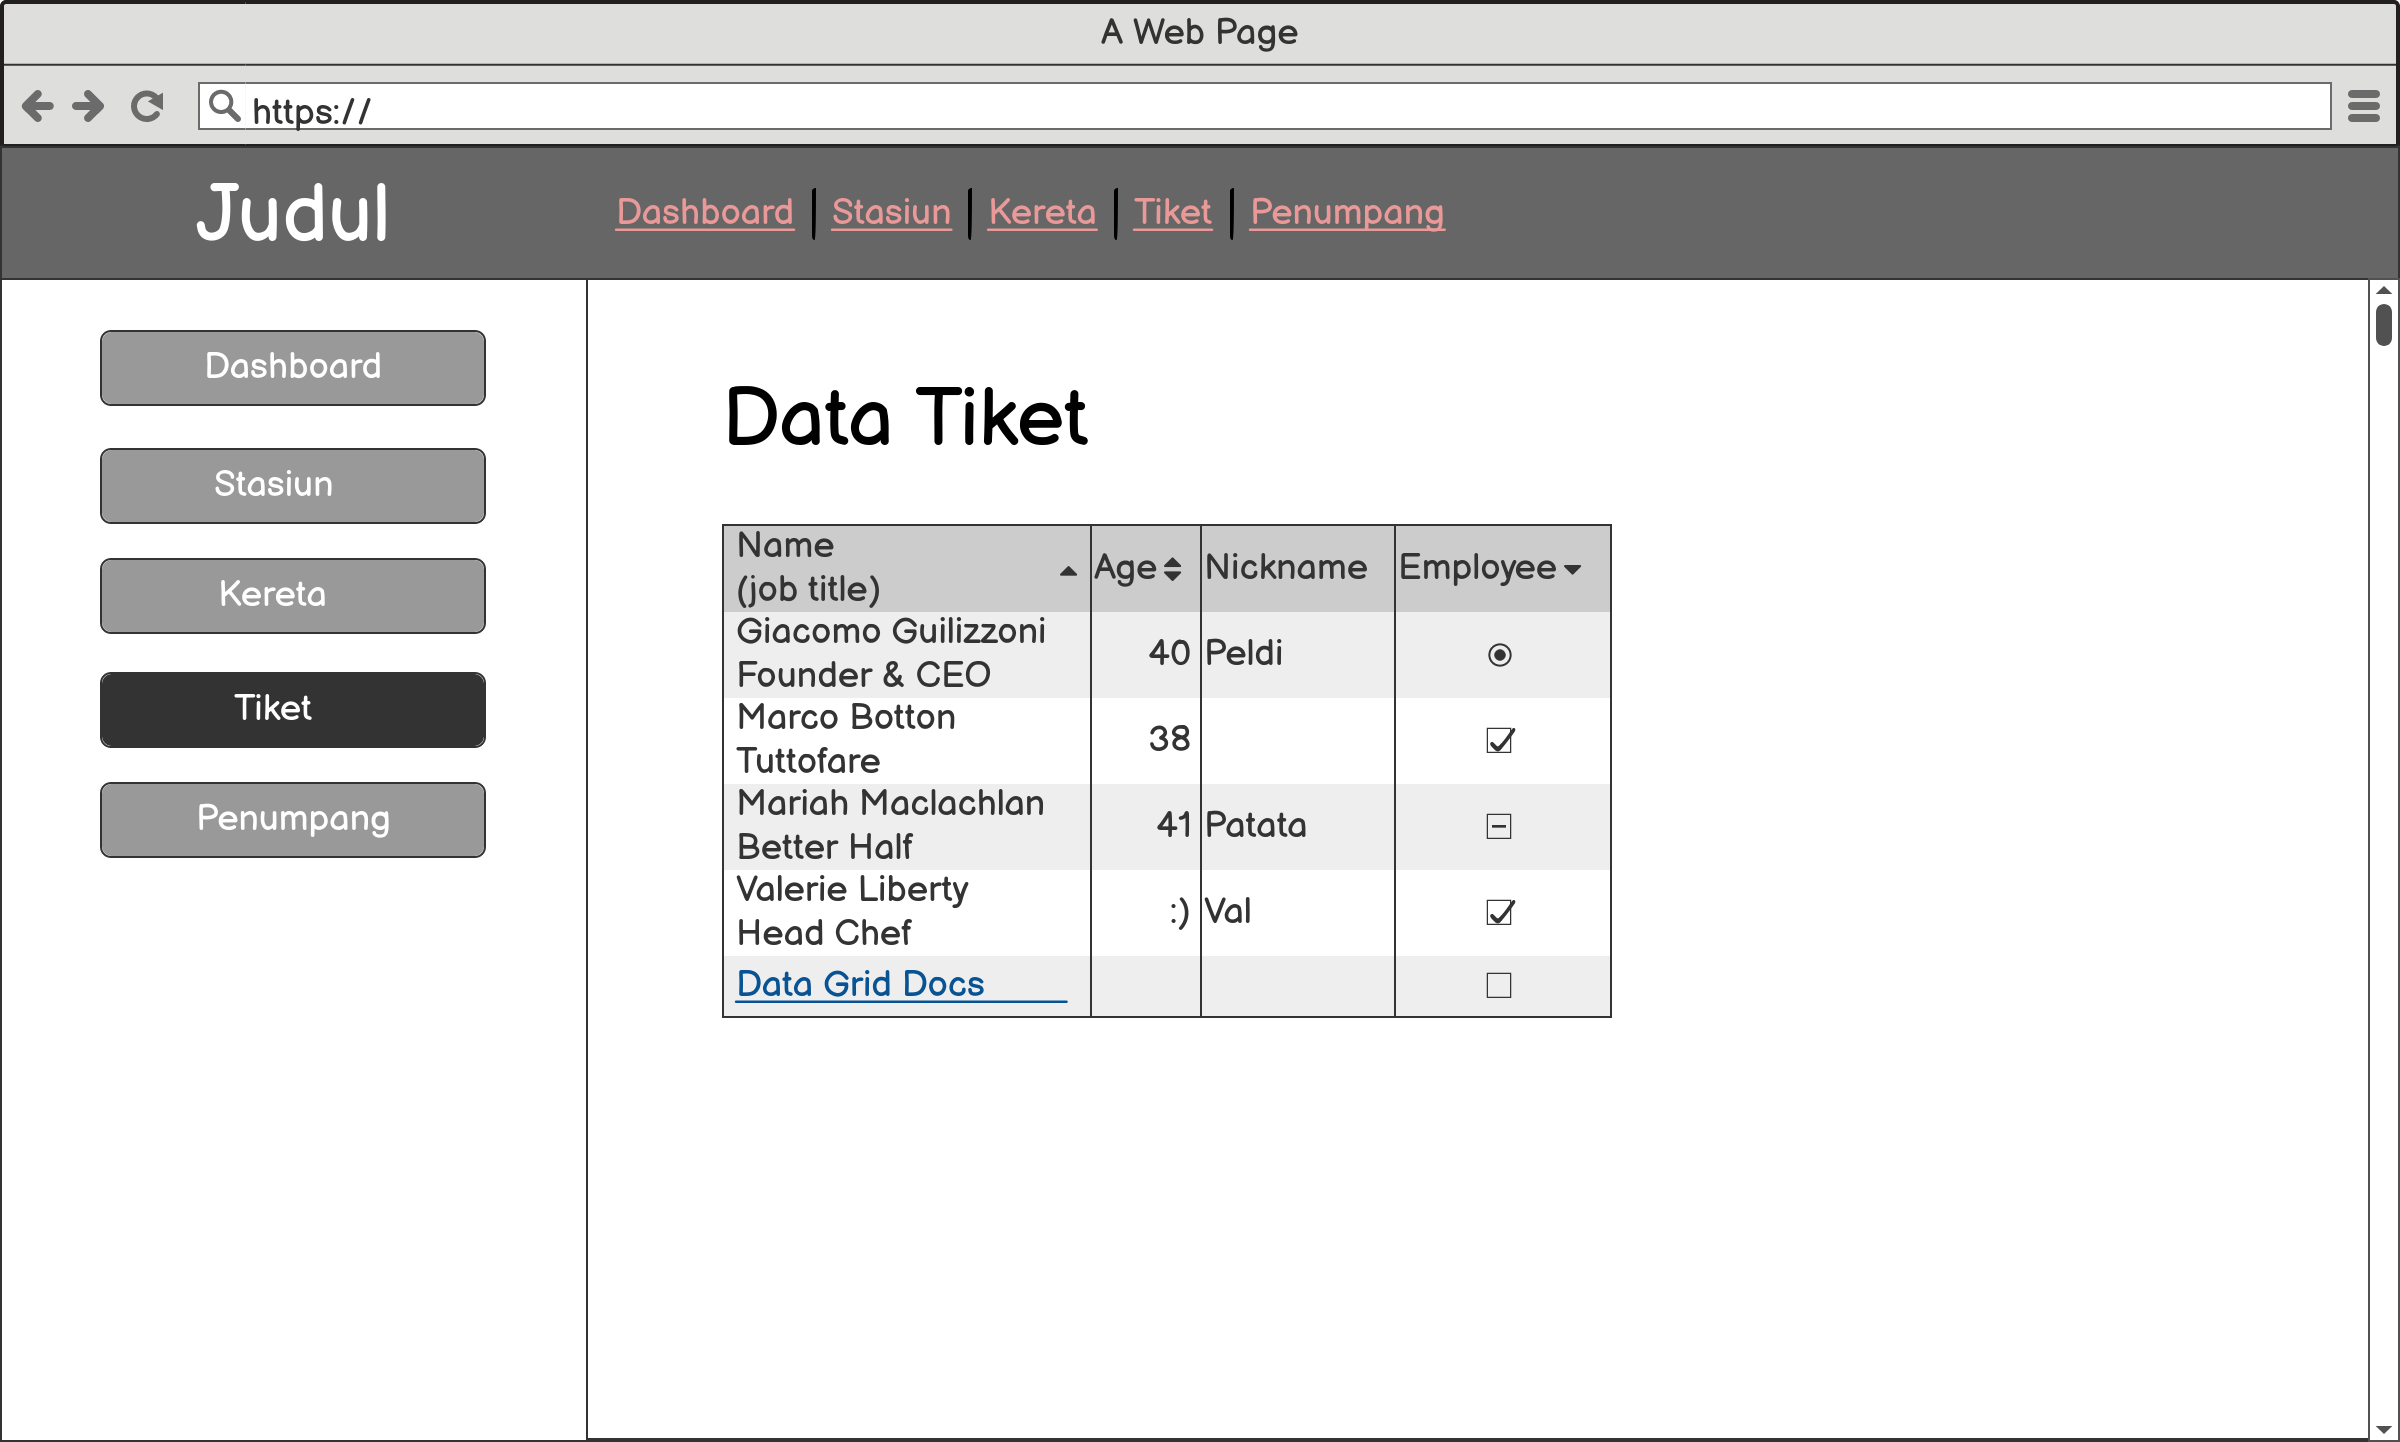 A Web Page
https://
Judul
Dashboard Stasiun Kereta Tiket Penumpang
Dashboard
Stasiun
Kereta
Tiket
Penumpang
Data Tiket
Name
(job title)
Age
Nickname
Employee
Giacomo Guilizzoni
Founder & CEO
40
Peldi
Marco Botton
Tuttofare
38
Mariah Maclachlan
Better Half
41
Patata
Valerie Liberty
Head Chef
:)
Val
Data Grid Docs